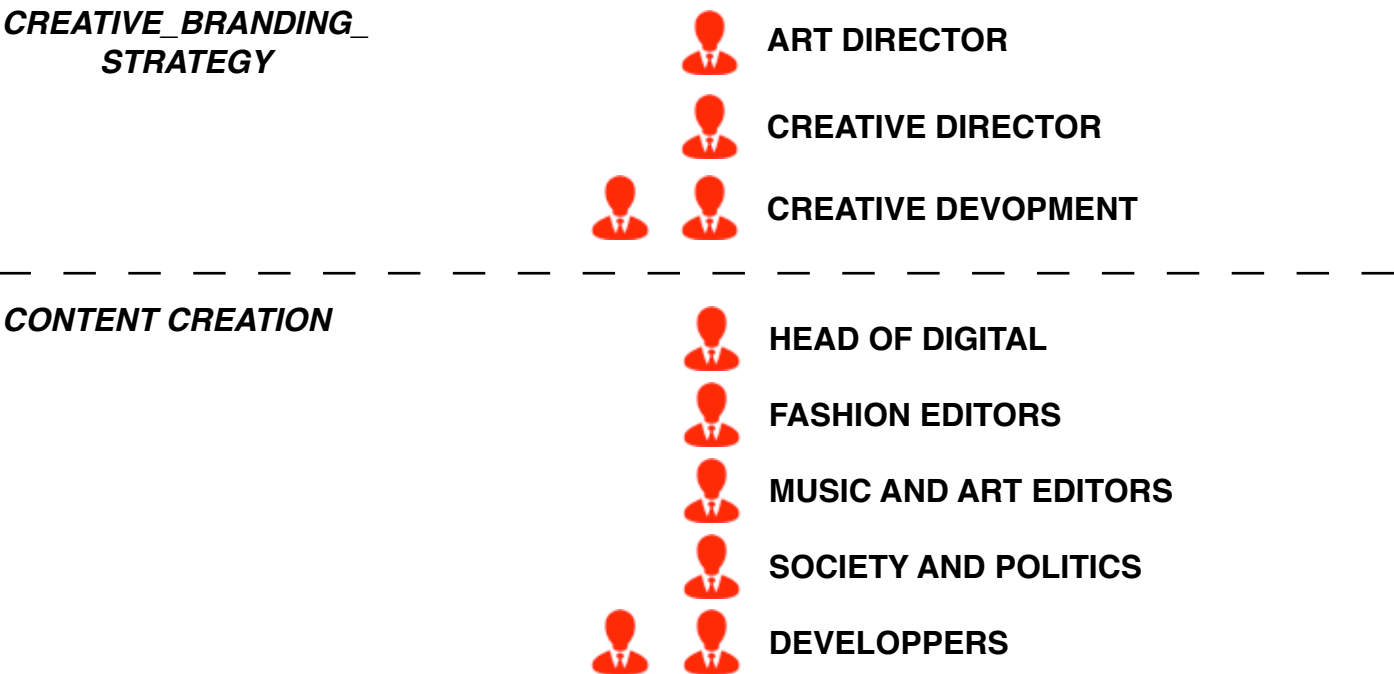 CREATIVE_BRANDING_
STRATEGY
ART DIRECTOR
CREATIVE DIRECTOR
CREATIVE DEVOPMENT
CONTENT CREATION
HEAD OF DIGITAL
FASHION EDITORS
MUSIC AND ART EDITORS
SOCIETY AND POLITICS
DEVELOPPERS